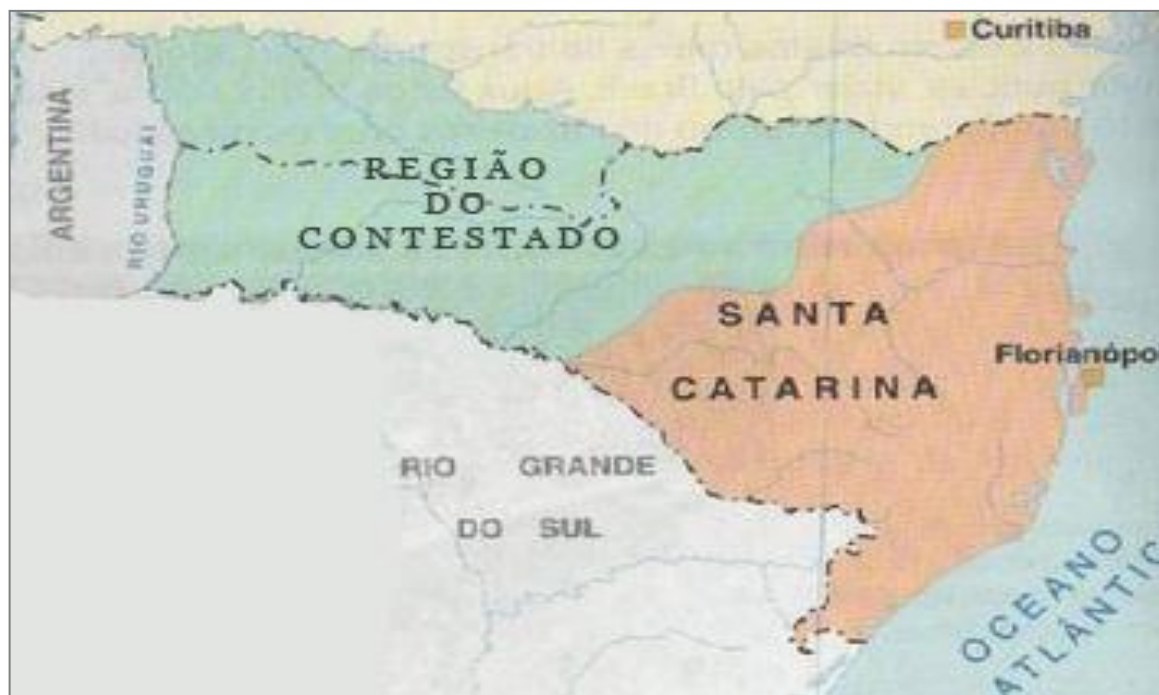 Curitiba
ARGENTINA
RIO URUGUAI
REGIÃO
DO
CONTESTADO
SANTA
CATARINA
Florianópo
RIO GRANDE
DO SUL
OCEANO
ATLÂNTIC